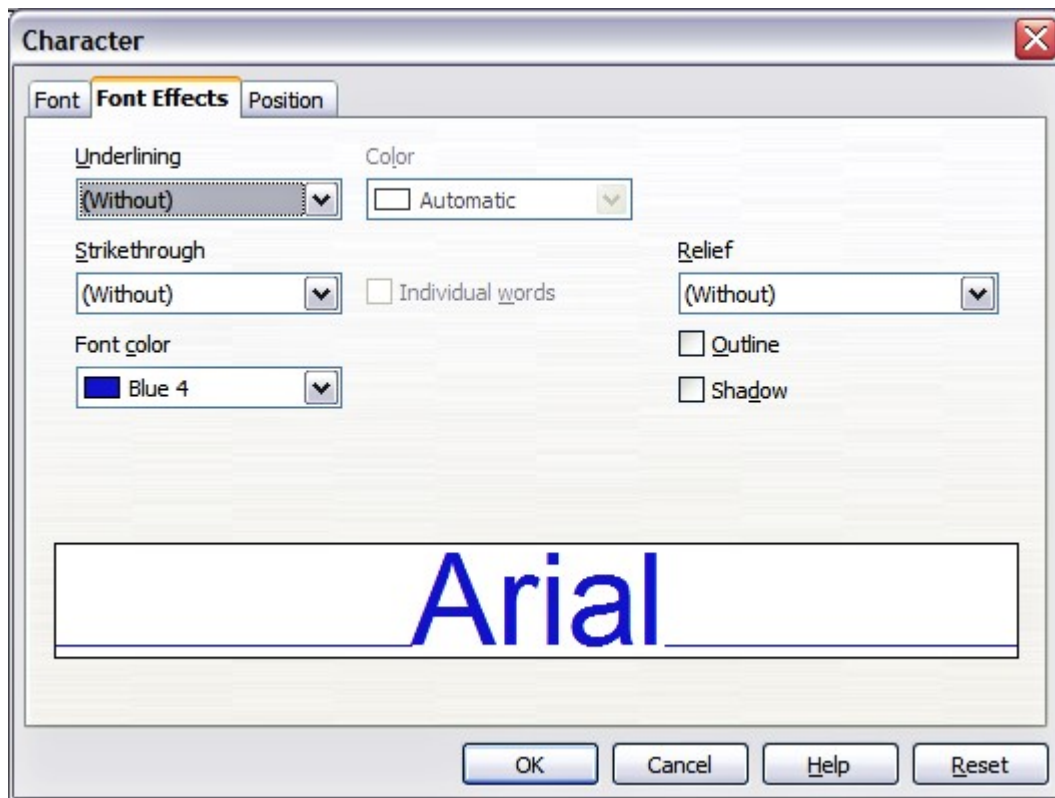 Character
Font Font Effects Position
Underlining Color
(Without) Automatic
Strikethrough Relief
(Without) Individual words (Without)
Font color Outline
Blue 4 Shadow
Arial
OK Cancel Help Reset